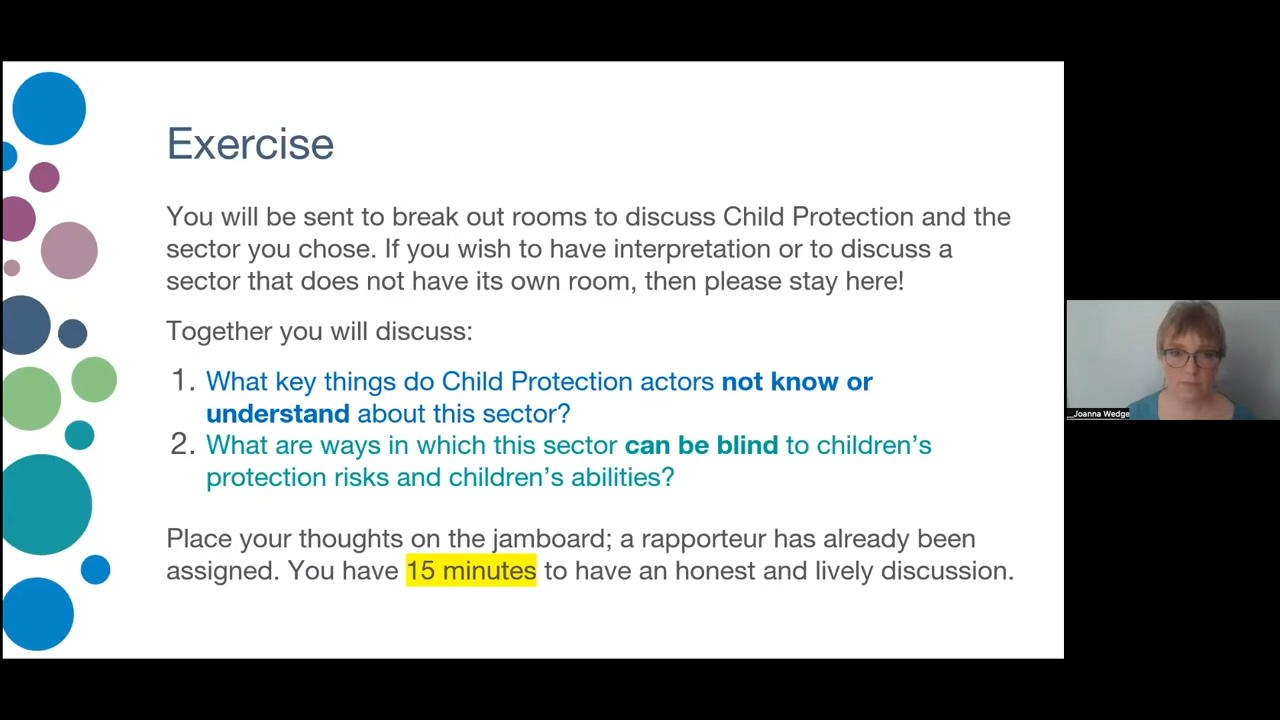 Exercise
You will be sent to break out rooms to discuss Child Protection and the
sector you chose. If you wish to have interpretation or to discuss a
sector that does not have its own room, then please stay here!
Together you will discuss:
1. What key things do Child Protection actors not know or
understand about this sector?
2. What are ways in which this sector can be blind to children's
protection risks and children's abilities?
Place your thoughts on the jamboard; a rapporteur has already been
assigned. You have 15 minutes to have an honest and lively discussion.
__Joanna Wedge